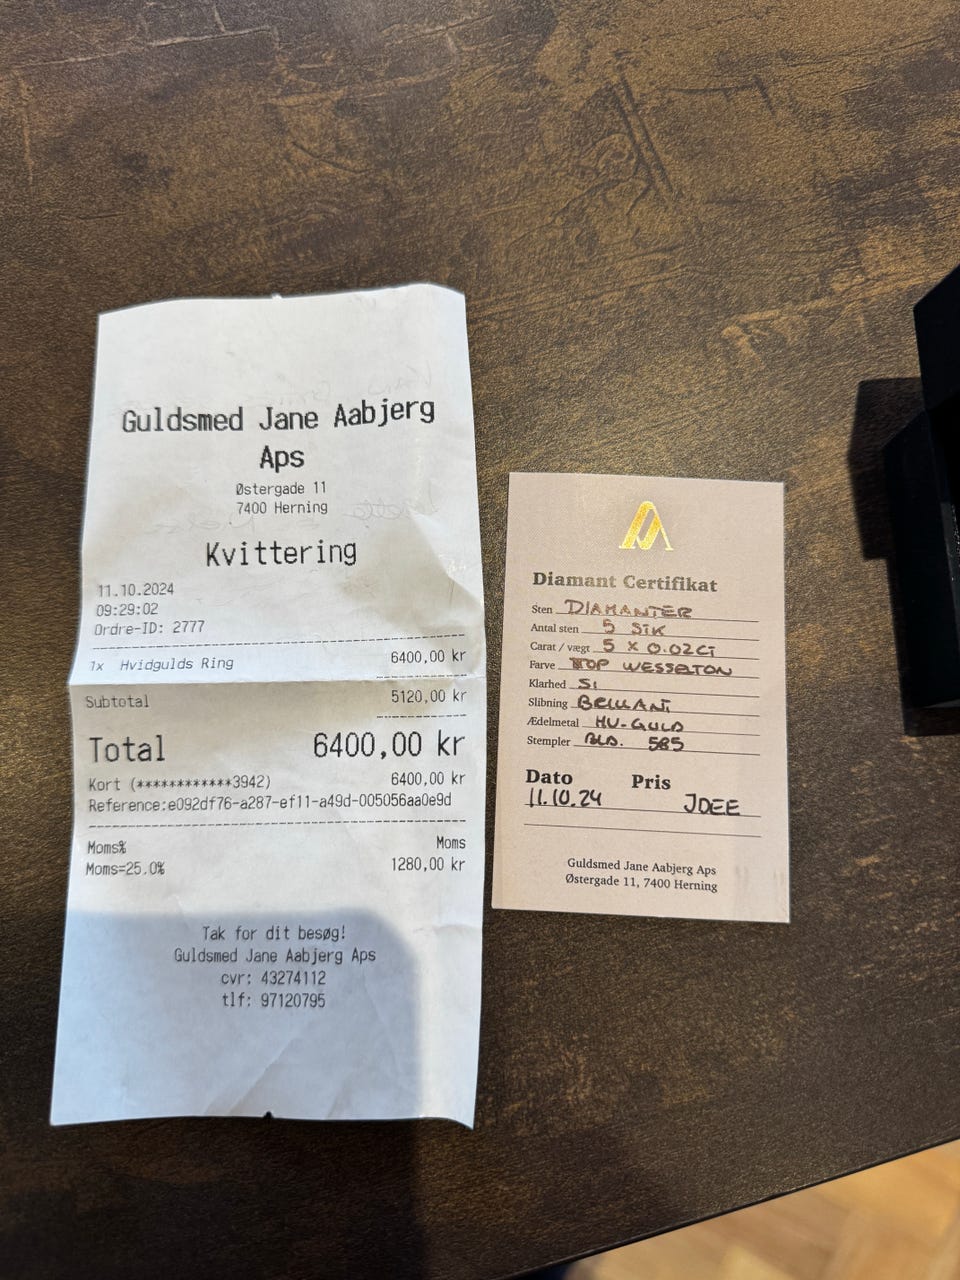 Guldsmed Jane Aabjerg
Aps
Østergade 11
7400 Herning
Kvittering
11.10.2024
09:29:02
Ordre-ID: 2777
1x Hvidgulds Ring 6400,00 kr
Subtotal 5120,00 kr
Total 6400,00 kr
Kort (************3942) 6400,00 kr
Reference:e092df76-a287-ef11-a49d-005056aa0e9d
Moms% Moms
Moms=25.0% 1280,00 kr
Tak for dit besøg!
Guldsmed Jane Aabjerg Aps
cvr: 43274112
tlf: 97120795
Diamant Certifikat
Sten DIAMANTER
Antal sten 5 STK
Carat / vægt 5 x 0.02CT
Farve TOP WESSELTON
Klarhed SI
Slibning BRILLANT
Ædelmetal HV-GULD
Stempler 585
Dato Pris
11.10.24 JDEE
Guldsmed Jane Aabjerg Aps
Østergade 11, 7400 Herning